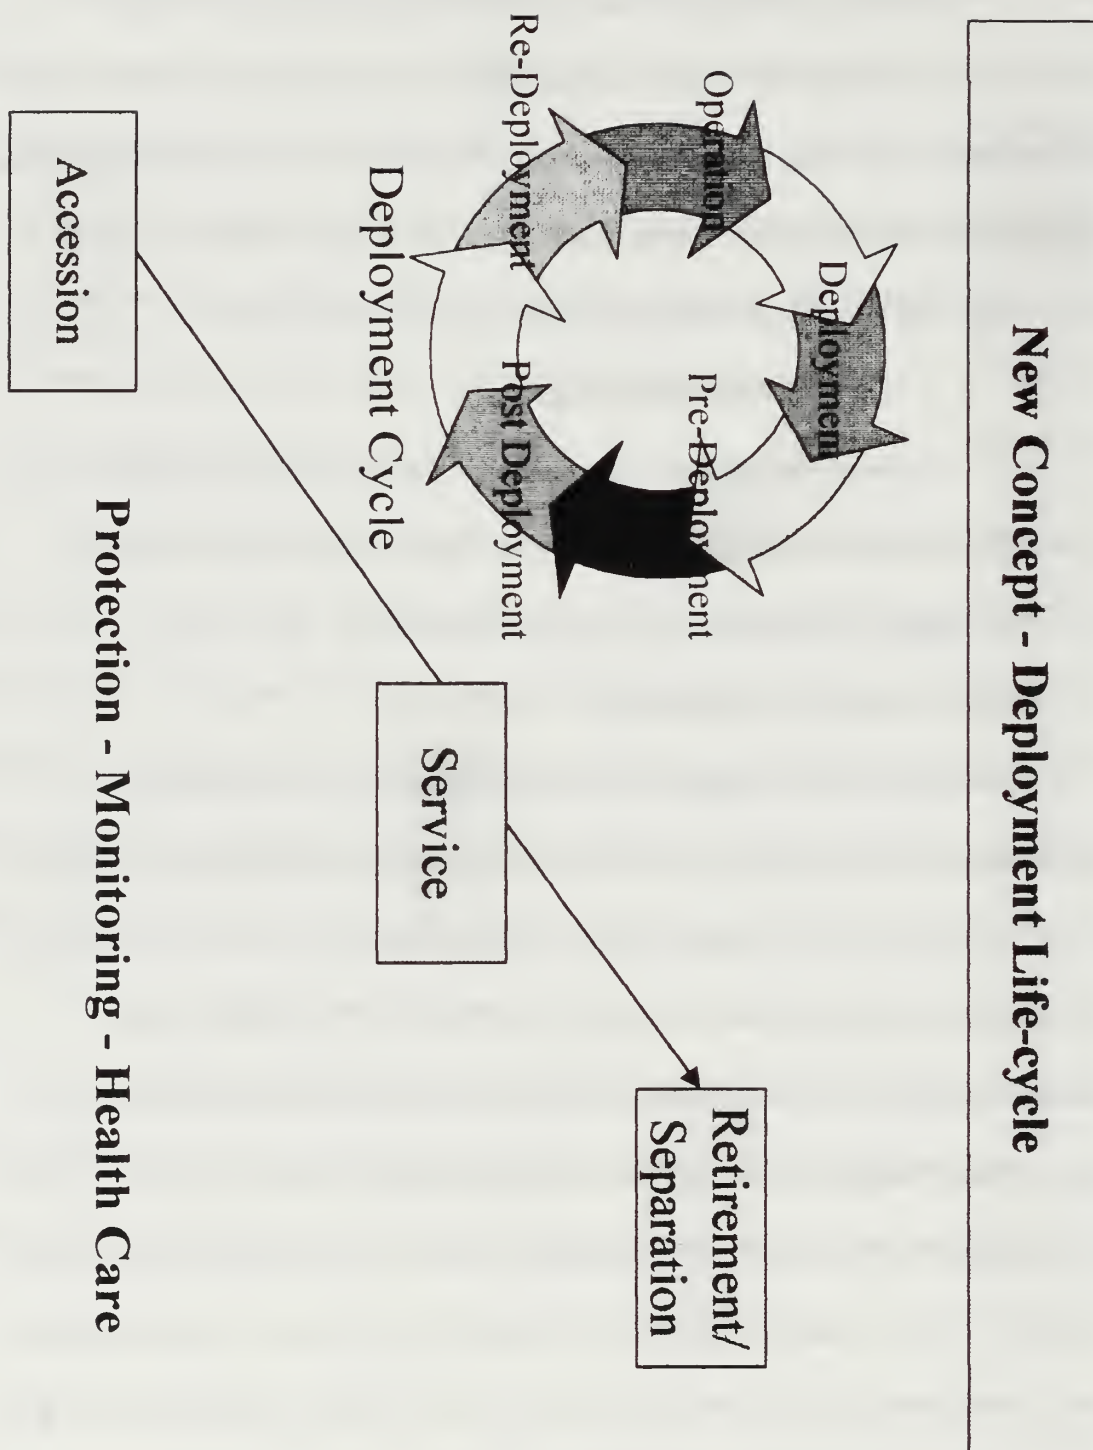 New Concept - Deployment Life-cycle
Deployment
Operation
Pre-Deployment
Re-Deployment
Post Deployment
Deployment Cycle
Retirement/
Separation
Service
Accession
Protection - Monitoring - Health Care